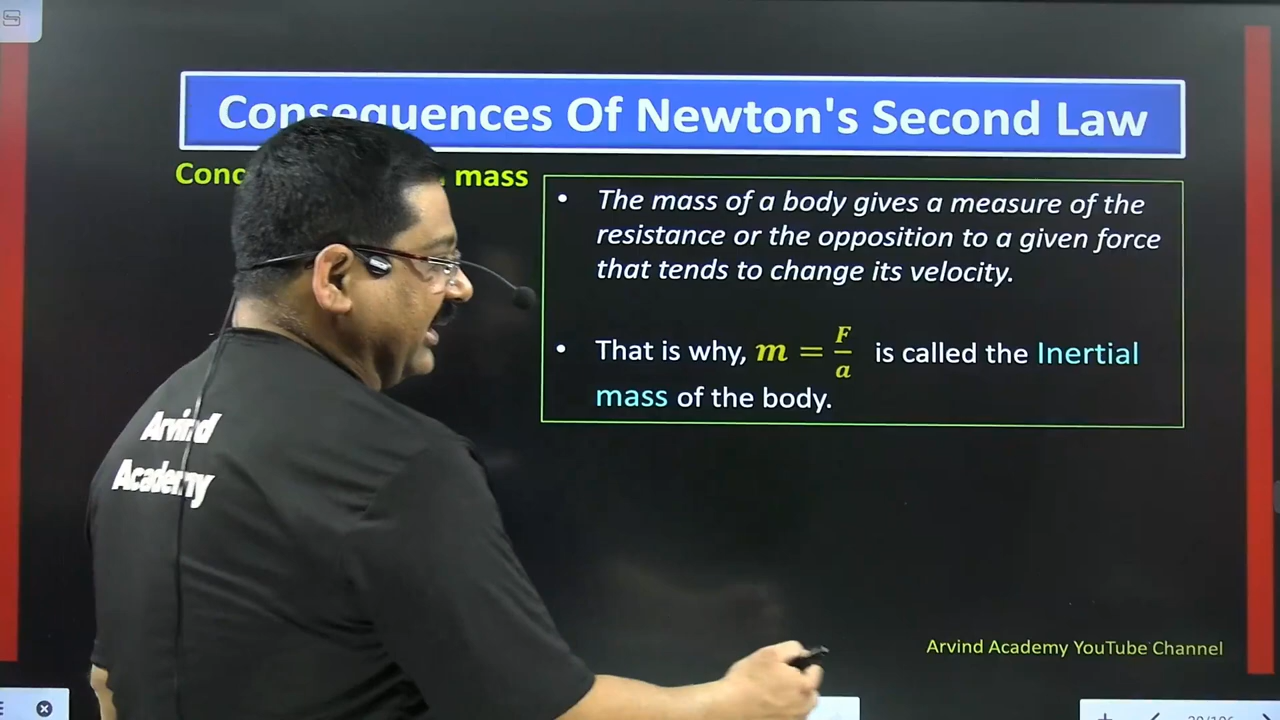 Consequences Of Newton's Second Law
mass
• The mass of a body gives a measure of the
resistance or the opposition to a given force
that tends to change its velocity.
• That is why, m = F/a is called the Inertial
mass of the body.
Arvind
Academy
Arvind Academy YouTube Channel